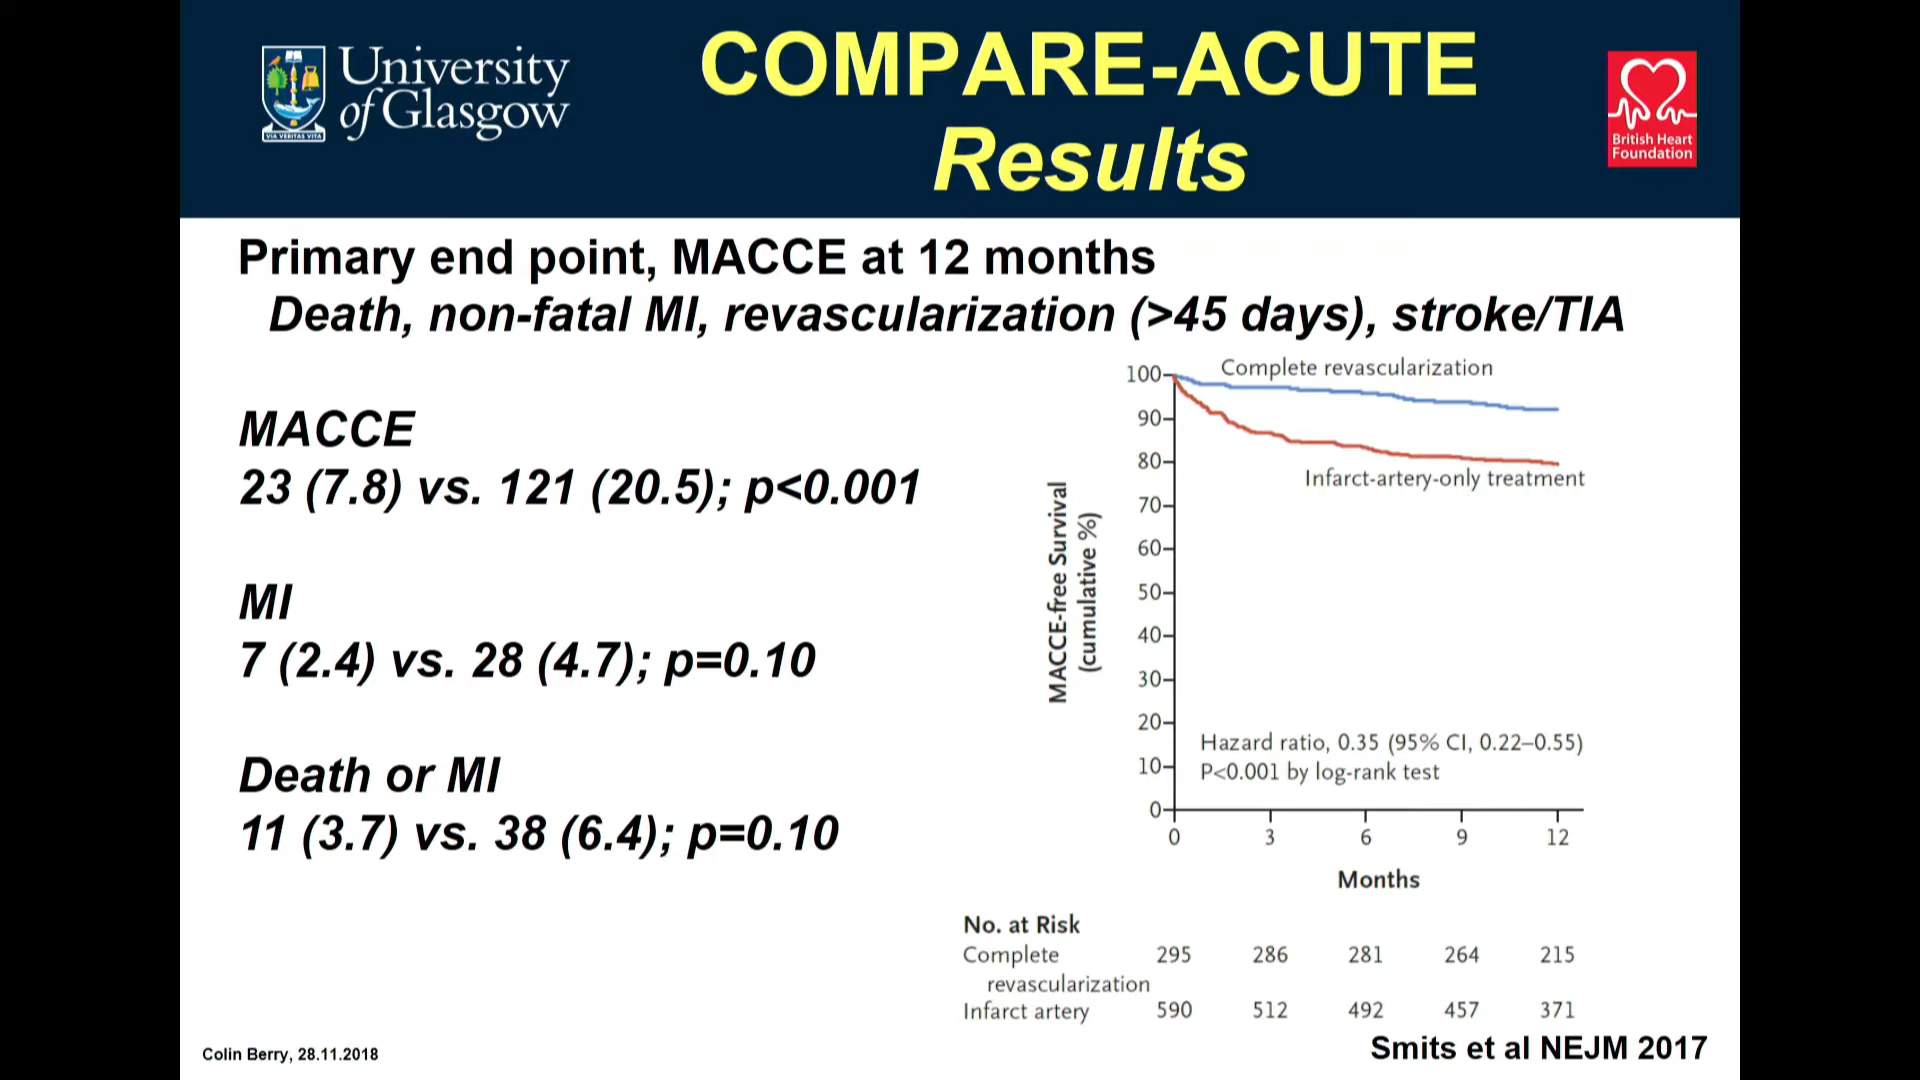 University
of Glasgow
VIA VERITAS VITA
COMPARE-ACUTE
Results
British Heart
Foundation
Primary end point, MACCE at 12 months
Death, non-fatal MI, revascularization (>45 days), stroke/TIA
MACCE
23 (7.8) vs. 121 (20.5); p<0.001
MI
7 (2.4) vs. 28 (4.7); p=0.10
Death or MI
11 (3.7) vs. 38 (6.4); p=0.10
MACCE-free Survival
(cumulative %)
100
90
80
70
60
50
40
30
20
10
0
Complete revascularization
Infarct-artery-only treatment
Hazard ratio, 0.35 (95% CI, 0.22–0.55)
P<0.001 by log-rank test
0 3 6 9 12
Months
No. at Risk
Complete 295 286 281 264 215
revascularization
Infarct artery 590 512 492 457 371
Colin Berry, 28.11.2018
Smits et al NEJM 2017